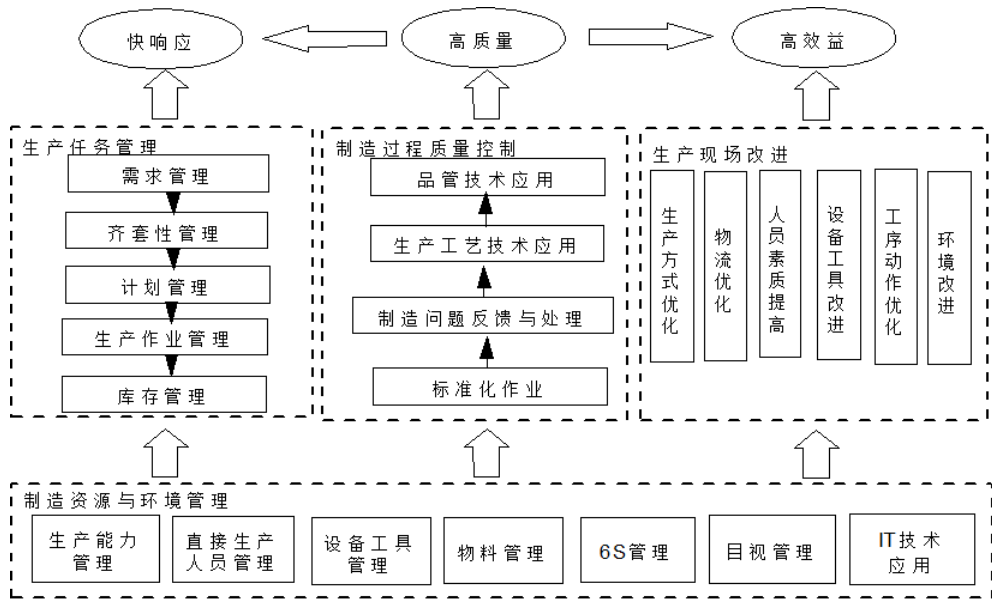 快响应
高质量
高效益
生产任务管理
需求管理
齐套性管理
计划管理
生产作业管理
库存管理
制造过程质量控制
品管技术应用
生产工艺技术应用
制造问题反馈与处理
标准化作业
生产现场改进
生产方式优化
物流优化
人员素质提高
设备工具改进
工序动作优化
环境改进
制造资源与环境管理
生产能力
管理
直接生产
人员管理
设备工具
管理
物料管理
6S管理
目视管理
IT技术
应用